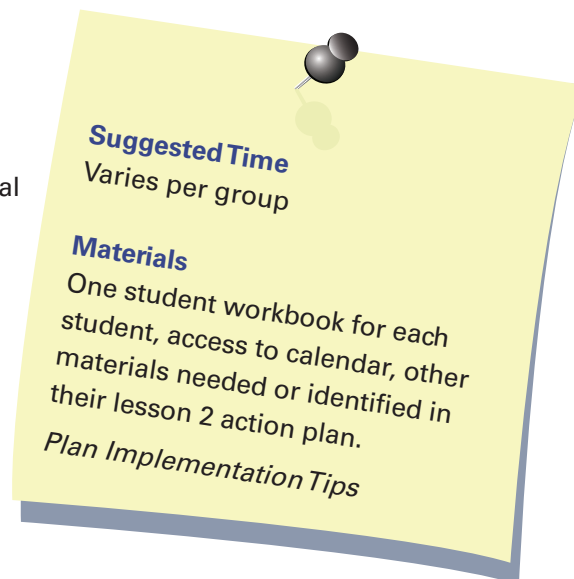 al
Suggested Time
Varies per group
Materials
One student workbook for each
student, access to calendar, other
materials needed or identified in
their lesson 2 action plan.
Plan Implementation Tips